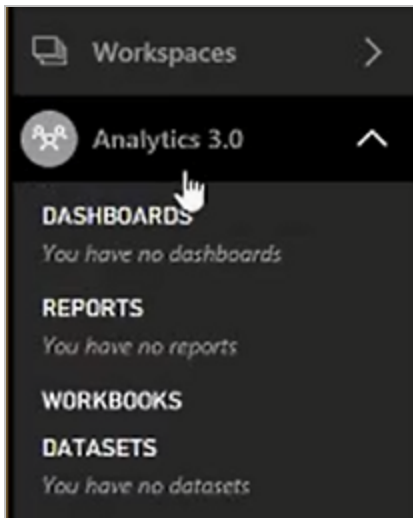 Workspaces
Analytics 3.0
DASHBOARDS
You have no dashboards
REPORTS
You have no reports
WORKBOOKS
DATASETS
You have no datasets